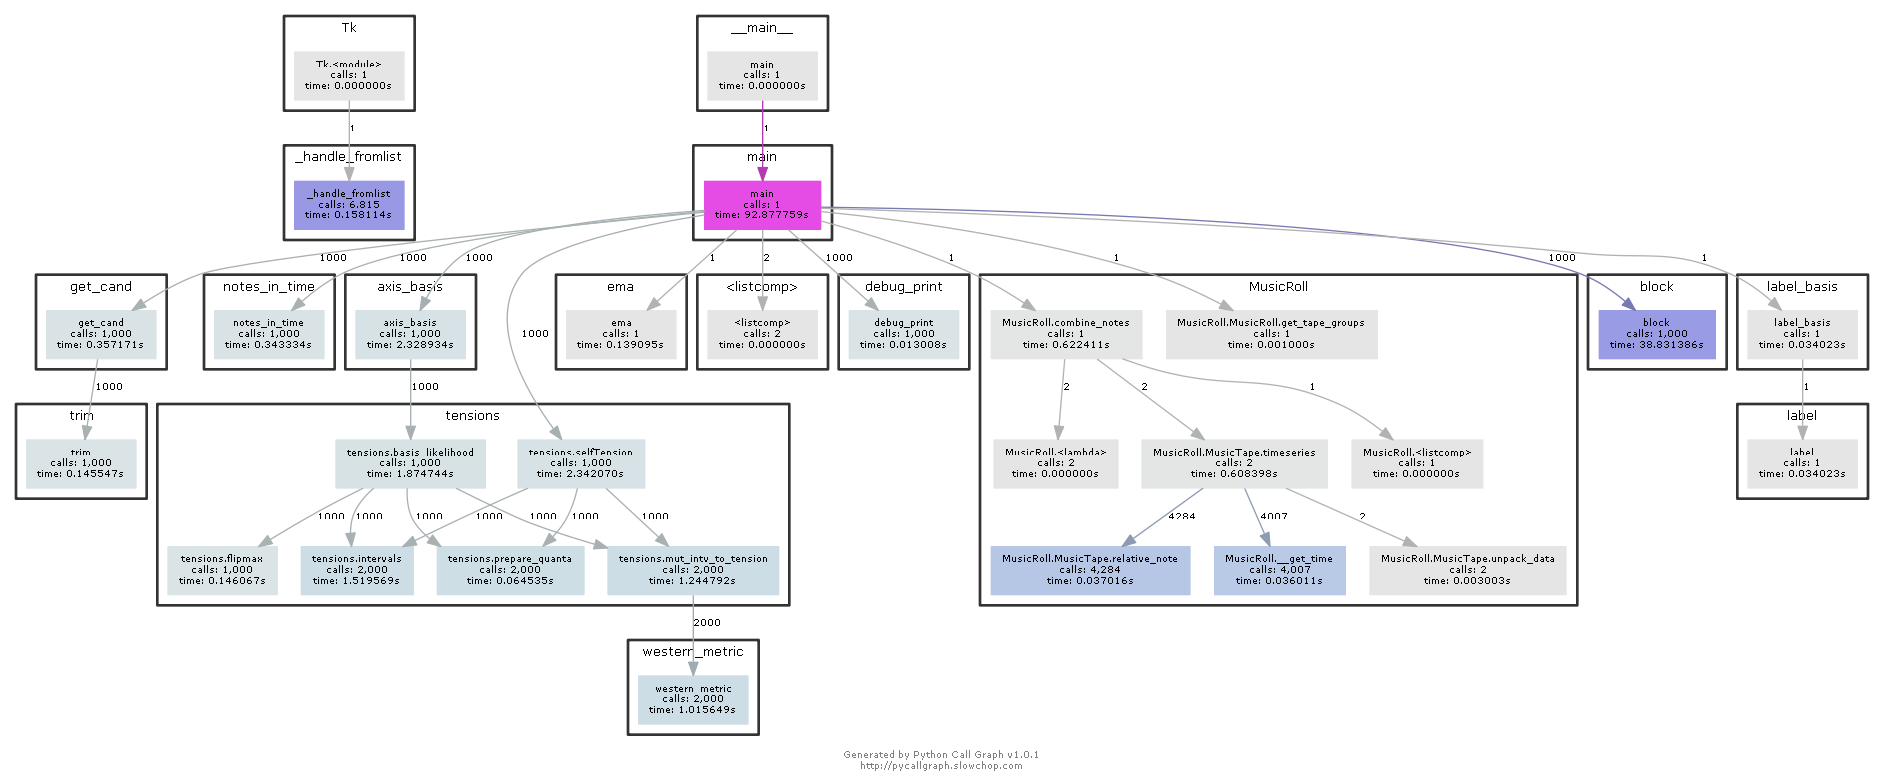 Tk
Tk.<module>
calls: 1
time: 0.000000s
__main__
main
calls: 1
time: 0.000000s
1
1
_handle_fromlist
_handle_fromlist
calls: 6.815
time: 0.158114s
main
main
calls: 1
time: 92.877759s
1000
1000
1000
1000
1
2
1000
1
1
1000
1
get_cand
get_cand
calls: 1,000
time: 0.357171s
notes_in_time
notes_in_time
calls: 1,000
time: 0.343334s
axis_basis
axis_basis
calls: 1,000
time: 2.328934s
ema
ema
calls: 1
time: 0.139095s
<listcomp>
<listcomp>
calls: 2
time: 0.000000s
debug_print
debug_print
calls: 1,000
time: 0.013008s
MusicRoll
MusicRoll.combine_notes
calls: 1
time: 0.622411s
MusicRoll.MusicRoll.get_tape_groups
calls: 1
time: 0.001000s
block
block
calls: 1,000
time: 38.831386s
label_basis
label_basis
calls: 1
time: 0.034023s
1000
1000
2
2
1
1
trim
trim
calls: 1,000
time: 0.145547s
tensions
tensions.basis_likelihood
calls: 1,000
time: 1.874744s
tensions.selfTension
calls: 1,000
time: 2.342070s
MusicRoll.<lambda>
calls: 2
time: 0.000000s
MusicRoll.MusicTape.timeseries
calls: 2
time: 0.608398s
MusicRoll.<listcomp>
calls: 1
time: 0.000000s
label
label
calls: 1
time: 0.034023s
1000
1000
1000
1000
1000
1000
1000
4284
4007
2
tensions.flipmax
calls: 1,000
time: 0.146067s
tensions.intervals
calls: 2,000
time: 1.519569s
tensions.prepare_quanta
calls: 2,000
time: 0.064535s
tensions.mut_intv_to_tension
calls: 2,000
time: 1.244792s
MusicRoll.MusicTape.relative_note
calls: 4,284
time: 0.037016s
MusicRoll.__get_time
calls: 4,007
time: 0.036011s
MusicRoll.MusicTape.unpack_data
calls: 2
time: 0.003003s
2000
western_metric
western_metric
calls: 2,000
time: 1.015649s
Generated by Python Call Graph v1.0.1
http://pycallgraph.slowchop.com